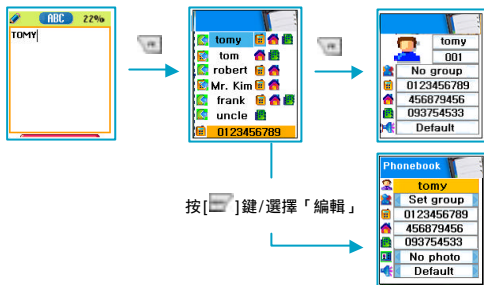 ABC 22%
TOMY
tomy
tom
robert
Mr. Kim
frank
uncle
0123456789
tomy
001
No group
0123456789
456879456
093754533
Default
按[ ]鍵/選擇「編輯」
Phonebook
tomy
Set group
0123456789
456879456
093754533
No photo
Default